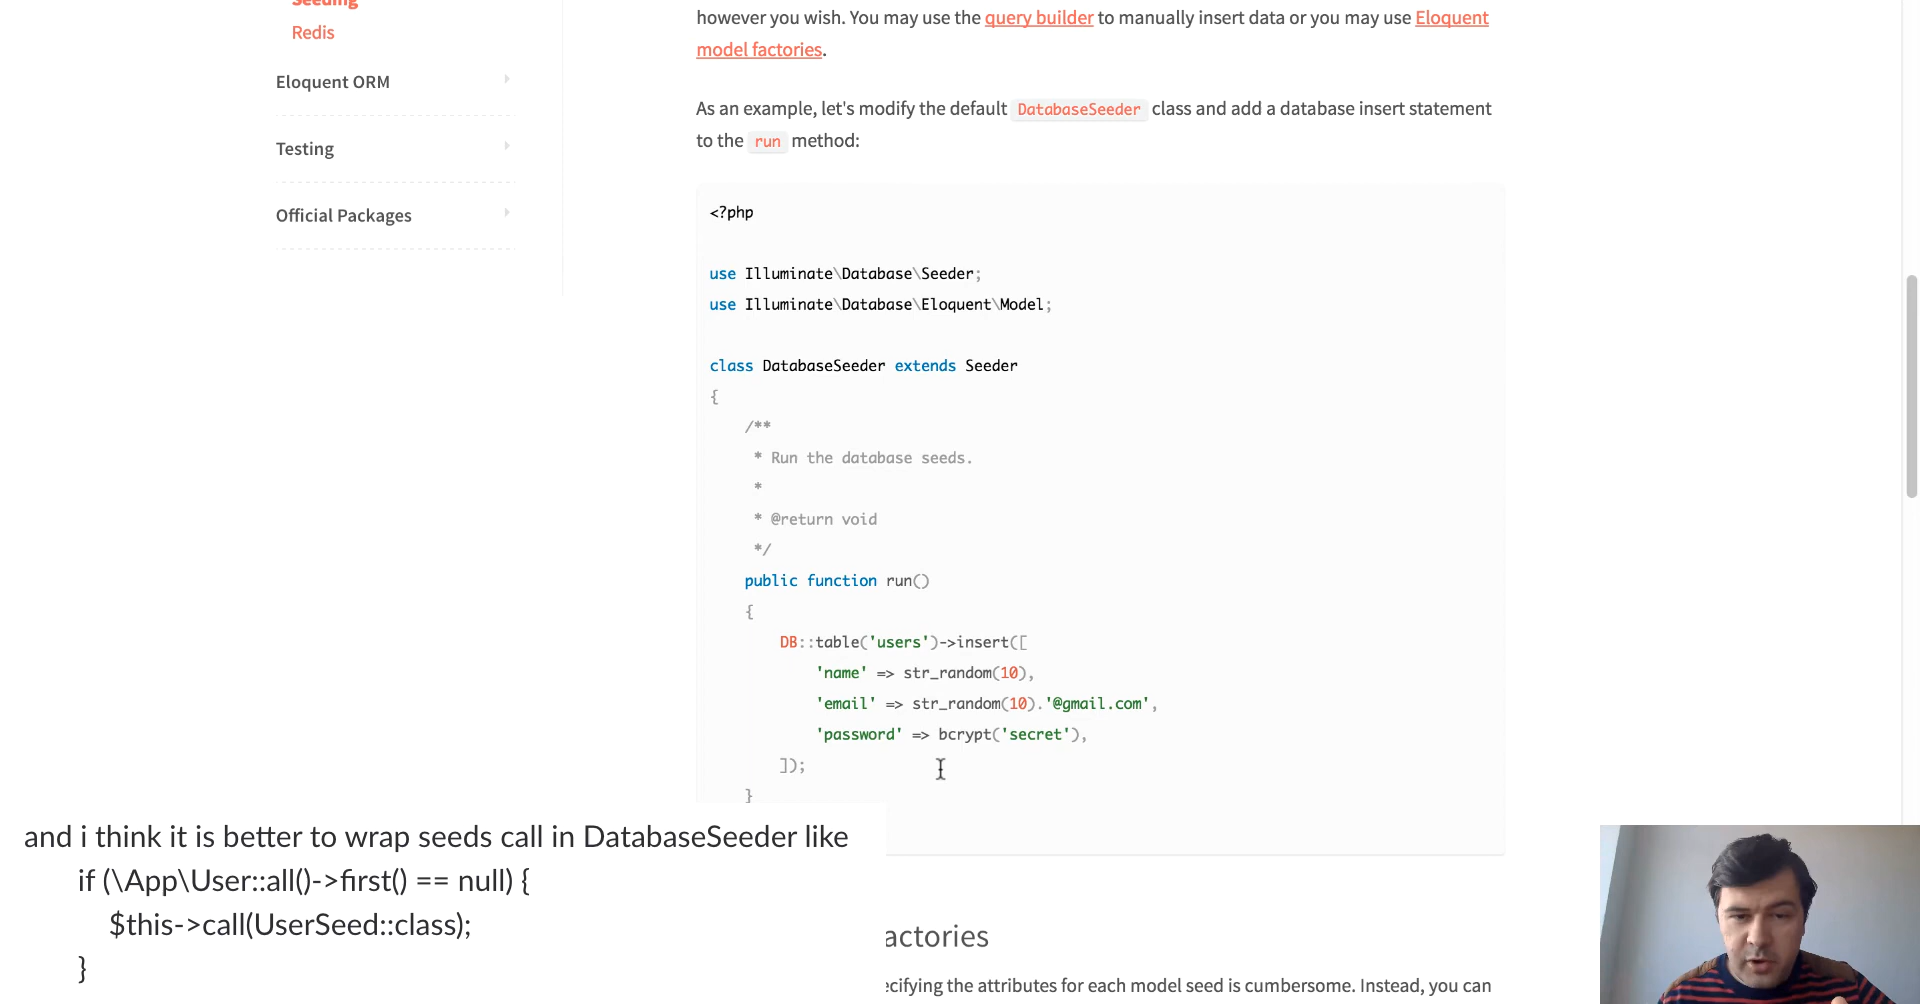 Seeding
Redis
Eloquent ORM
Testing
Official Packages
however you wish. You may use the query builder to manually insert data or you may use Eloquent
model factories.
As an example, let's modify the default DatabaseSeeder class and add a database insert statement
to the run method:
<?php
use Illuminate\Database\Seeder;
use Illuminate\Database\Eloquent\Model;
class DatabaseSeeder extends Seeder
{
/**
* Run the database seeds.
*
* @return void
*/
public function run()
{
DB::table('users')->insert([
'name' => str_random(10),
'email' => str_random(10).'@gmail.com',
'password' => bcrypt('secret'),
]);
}
and i think it is better to wrap seeds call in DatabaseSeeder like
if (\App\User::all()->first() == null) {
$this->call(UserSeed::class);
}
actories
ecifying the attributes for each model seed is cumbersome. Instead, you can